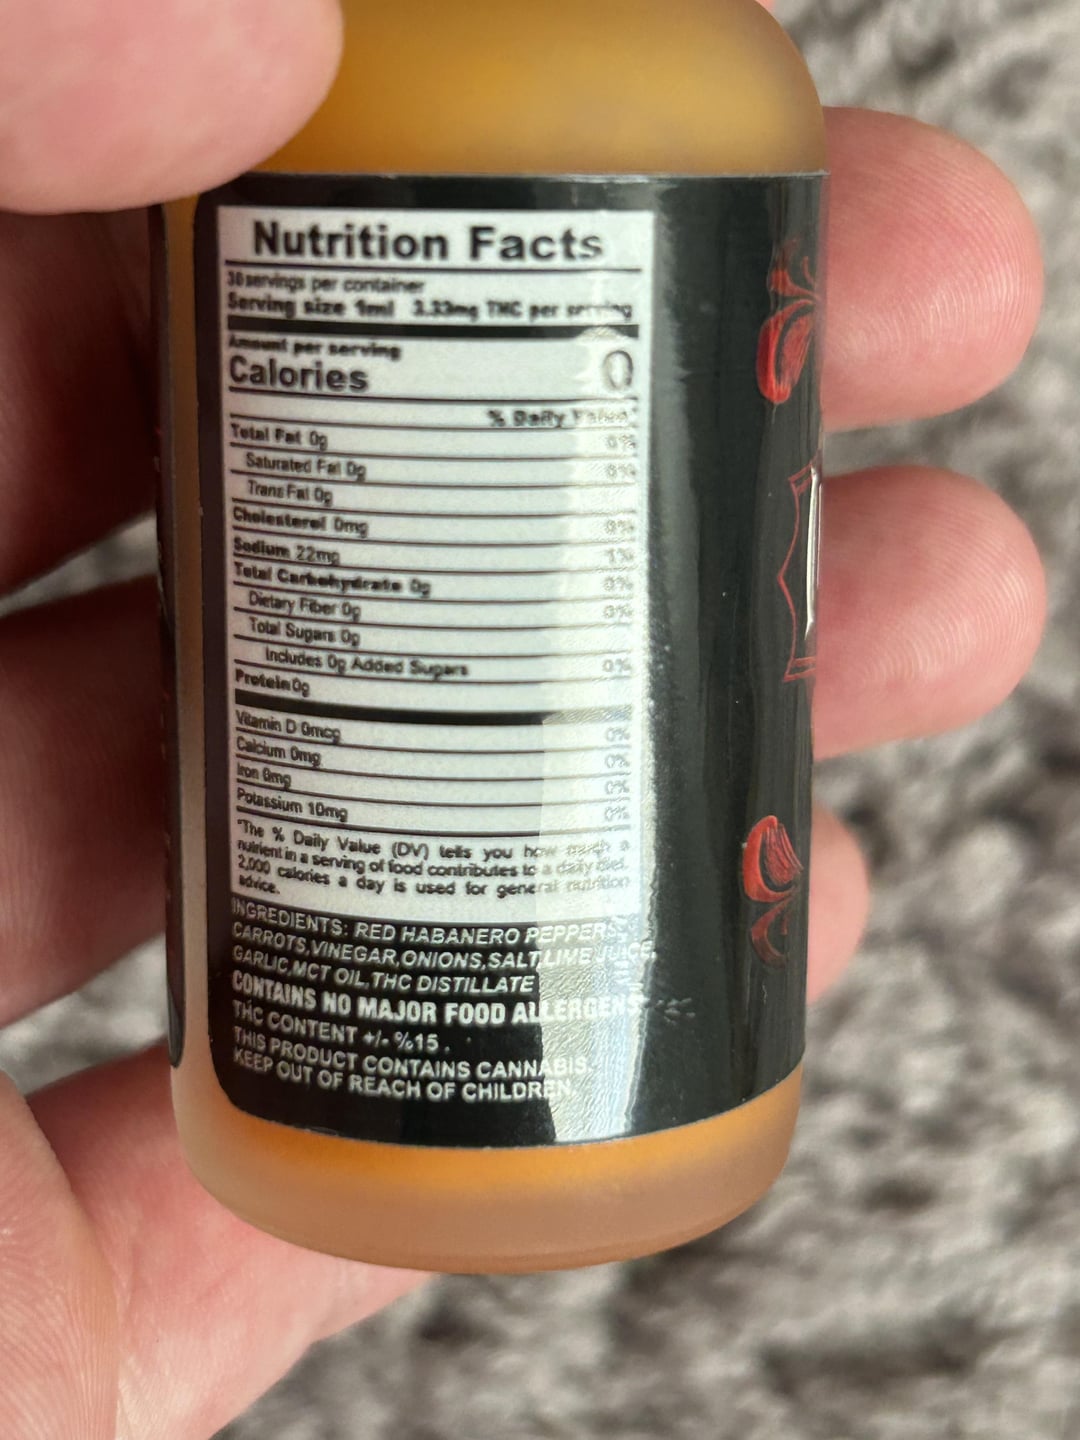 Nutrition Facts
30 servings per container
Serving size 1ml 3.33mg THC per serving
Amount per serving
Calories 0
% Daily Value*
Total Fat 0g 0%
Saturated Fat 0g 0%
Trans Fat 0g
Cholesterol 0mg 0%
Sodium 22mg 1%
Total Carbohydrate 0g 0%
Dietary Fiber 0g 0%
Total Sugars 0g
Includes 0g Added Sugars 0%
Protein 0g
Vitamin D 0mcg 0%
Calcium 0mg 0%
Iron 0mg 0%
Potassium 10mg 0%
*The % Daily Value (DV) tells you how much a
nutrient in a serving of food contributes to a daily diet.
2,000 calories a day is used for general nutrition
advice.
INGREDIENTS: RED HABANERO PEPPERS,
CARROTS,VINEGAR,ONIONS,SALT,LIME JUICE,
GARLIC,MCT OIL,THC DISTILLATE
CONTAINS NO MAJOR FOOD ALLERGENS
THC CONTENT +/- %15.
THIS PRODUCT CONTAINS CANNABIS.
KEEP OUT OF REACH OF CHILDREN